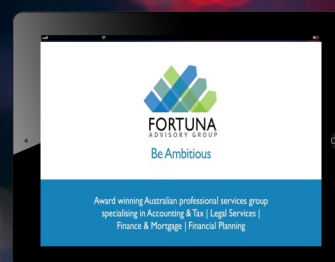 FORTUNA
ADVISORY GROUP
Be Ambitious
Award winning Australian professional services group
specialising in Accounting & Tax | Legal Services |
Finance & Mortgage | Financial Planning